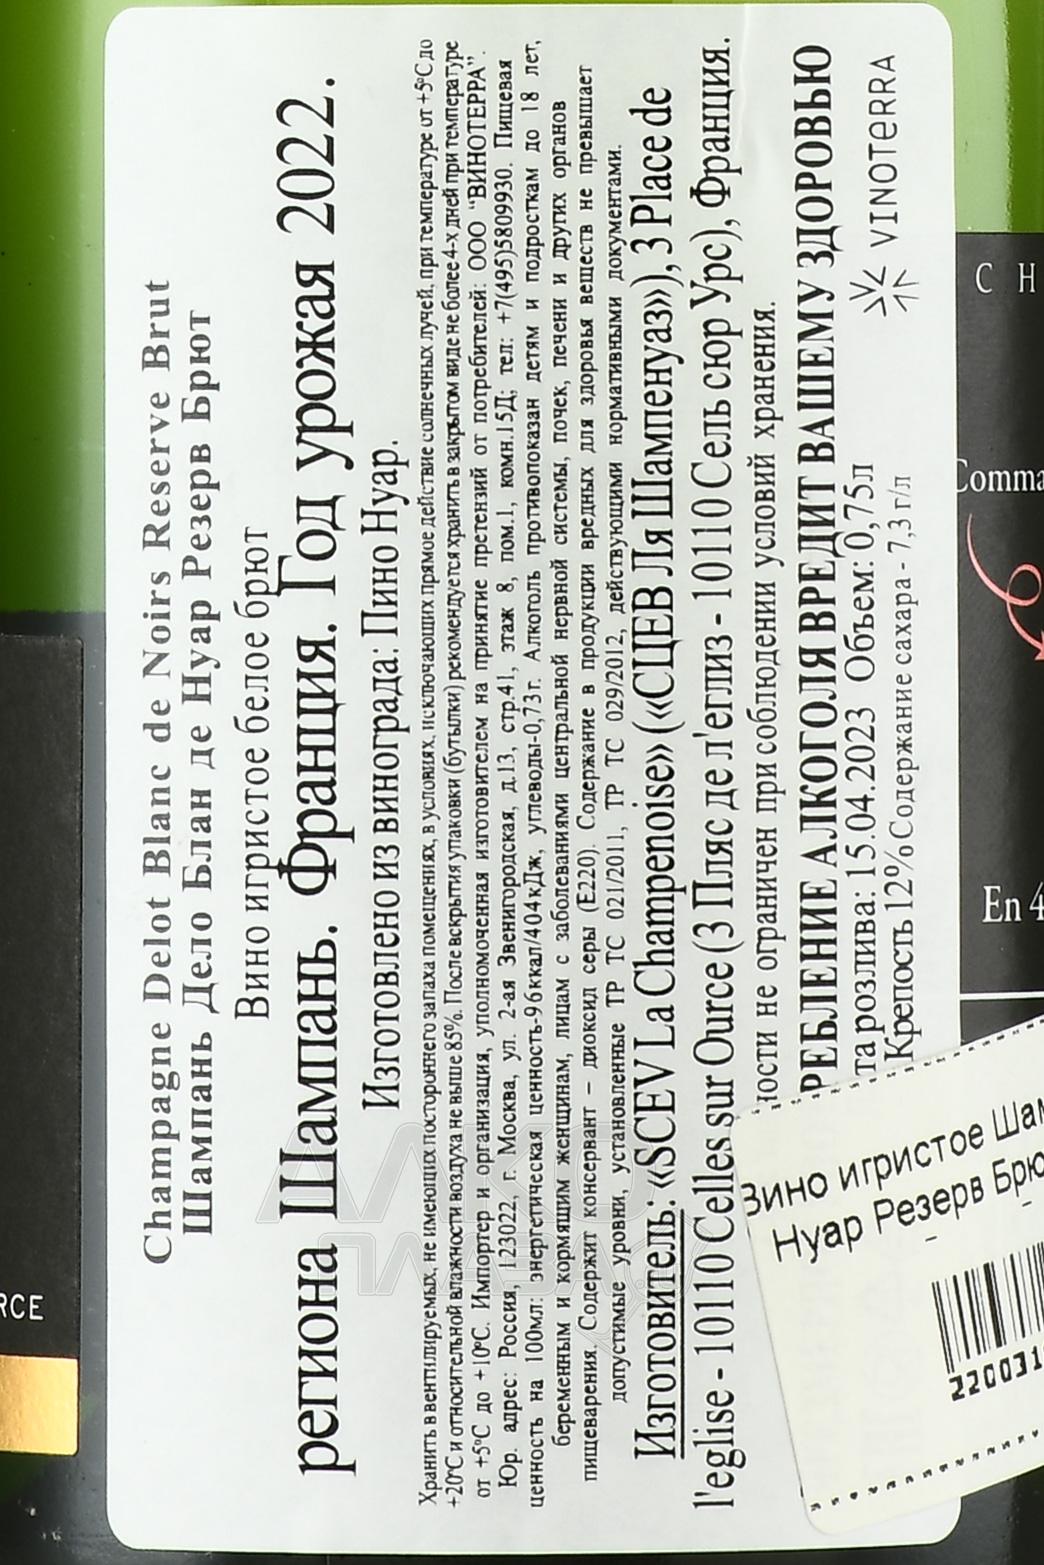 Champagne Delot Blanc de Noirs Reserve Brut
Шампань Дело Блан де Нуар Резерв Брют
Вино игристое белое брют
региона Шампань. Франция. Год урожая 2022.
Изготовлено из винограда: Пино Нуар.
Хранить в вентилируемых, не имеющих постороннего запаха помещениях, в условиях, исключающих прямое действие солнечных лучей, при температуре от +5°C до
+20°C и относительной влажности воздуха не выше 85%. После вскрытия упаковки (бутылки) рекомендуется хранить в закрытом виде не более 4-х дней при температуре
от +5°C до +10°C. Импортер и организация, уполномоченная изготовителем на принятие претензий от потребителей: ООО “ВИНОТЕРРА”.
Юр. адрес: Россия, 123022, г. Москва, ул. 2-ая Звенигородская, д.13, стр.41, этаж 8, пом.1, комн.15Д; тел: +7(495)5809930. Пищевая
ценность на 100мл: энергетическая ценность-96ккал/404кДж, углеводы-0,73г. Алкоголь противопоказан детям и подросткам до 18 лет,
беременным и кормящим женщинам, лицам с заболеваниями центральной нервной системы, почек, печени и других органов
пищеварения. Содержит консервант – диоксид серы (Е220). Содержание в продукции вредных для здоровья веществ не превышает
допустимые уровни, установленные ТР ТС 021/2011, ТР ТС 029/2012, действующими нормативными документами.
Изготовитель: «SCEV La Champenoise» («СЦЕВ Ля Шампенуаз»), 3 Place de
l'eglise - 10110 Celles sur Ource (3 Пляс де л'еглиз - 10110 Сель сюр Урс), Франция.
ности не ограничен при соблюдении условий хранения.
РЕБЛЕНИЕ АЛКОГОЛЯ ВРЕДИТ ВАШЕМУ ЗДОРОВЬЮ
та розлива: 15.04.2023 Объем: 0,75л
Крепость 12% Содержание сахара - 7,3 г/л
VINOTERRA
Вино игристое Шам
Нуар Резерв Брю
220031
RCE
C H
Comma
En 4
АЛКО
ПЛАЗА